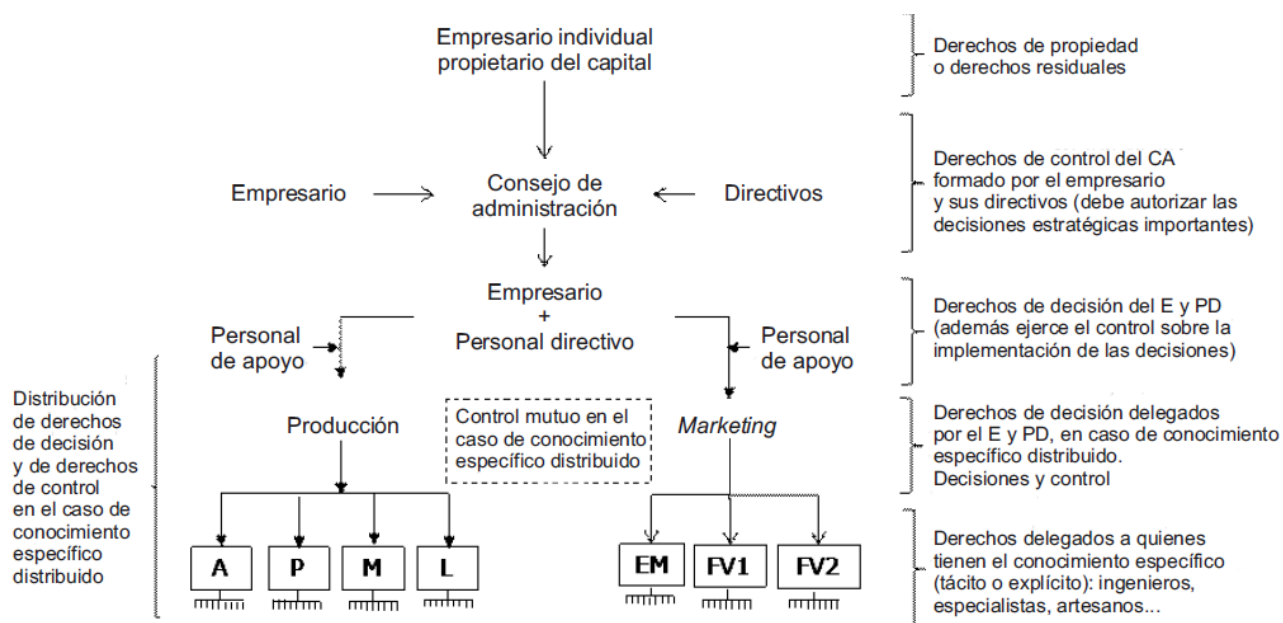 Empresario individual
propietario del capital
Derechos de propiedad
o derechos residuales
Empresario
Consejo de
administración
Directivos
Derechos de control del CA
formado por el empresario
y sus directivos (debe autorizar las
decisiones estratégicas importantes)
Empresario
+
Personal directivo
Personal
de apoyo
Personal
de apoyo
Derechos de decisión del E y PD
(además ejerce el control sobre la
implementación de las decisiones)
Distribución
de derechos
de decisión
y de derechos
de control
en el caso de
conocimiento
específico
distribuido
Producción
Control mutuo en el
caso de conocimiento
específico distribuido
Marketing
Derechos de decisión delegados
por el E y PD, en caso de conocimiento
específico distribuido.
Decisiones y control
A
P
M
L
EM
FV1
FV2
Derechos delegados a quienes
tienen el conocimiento específico
(tácito o explícito): ingenieros,
especialistas, artesanos...